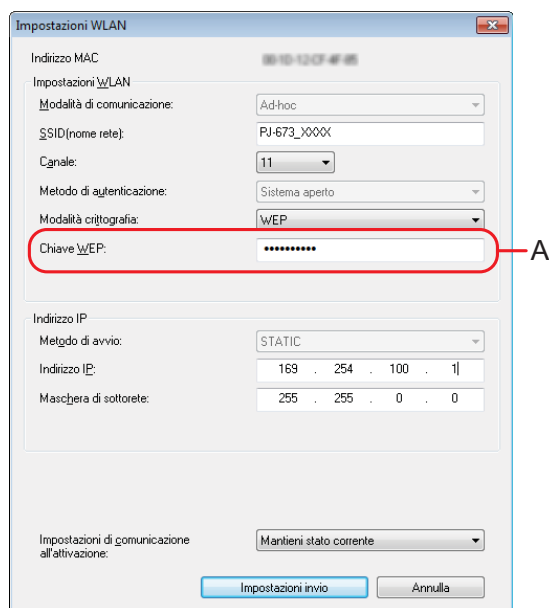 Impostazioni WLAN
Indirizzo MAC
Impostazioni WLAN
Modalità di comunicazione: Ad-hoc
SSID(nome rete): PJ-673_XXXX
Canale: 11
Metodo di autenticazione: Sistema aperto
Modalità crittografia: WEP
Chiave WEP: ••••••••••
A
Indirizzo IP
Metodo di avvio: STATIC
Indirizzo IP: 169 . 254 . 100 . 1
Maschera di sottorete: 255 . 255 . 0 . 0
Impostazioni di comunicazione all'attivazione: Mantieni stato corrente
Impostazioni invio Annulla